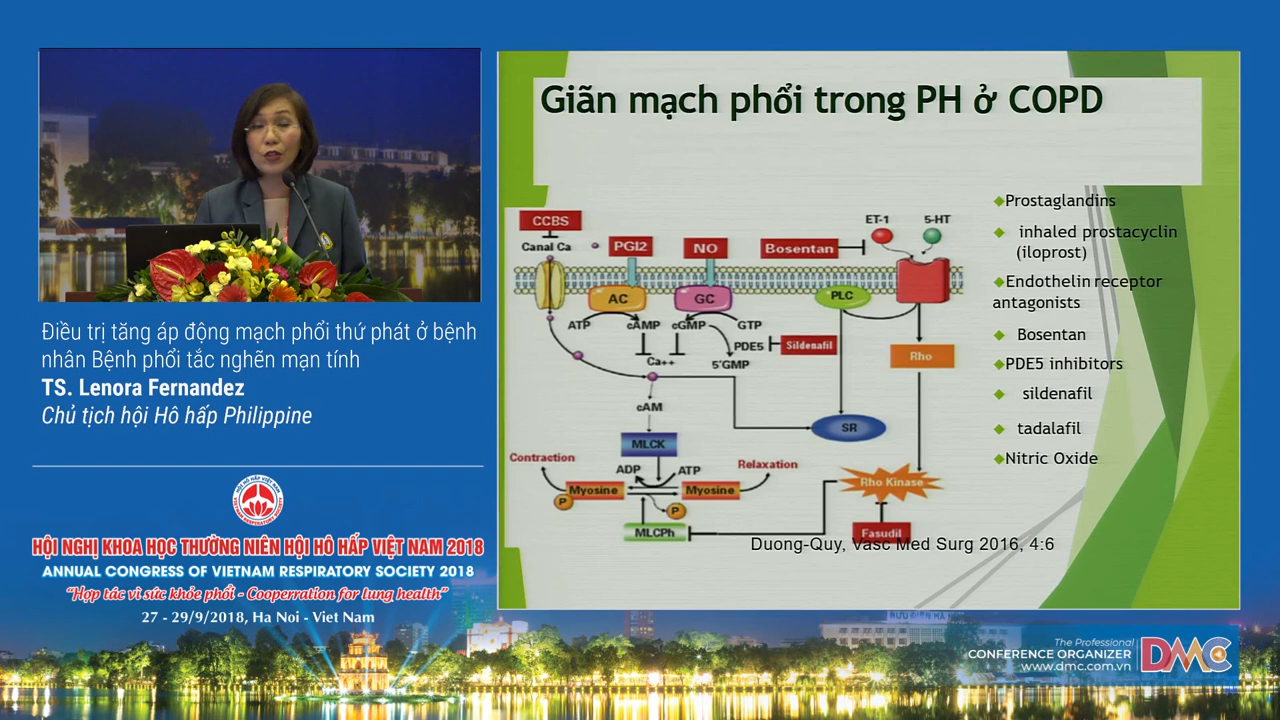 Điều trị tăng áp động mạch phổi thứ phát ở bệnh
nhân Bệnh phổi tắc nghẽn mạn tính
TS. Lenora Fernandez
Chủ tịch hội Hô hấp Philippine
HỘI NGHỊ KHOA HỌC THƯỜNG NIÊN HỘI HÔ HẤP VIỆT NAM 2018
ANNUAL CONGRESS OF VIETNAM RESPIRATORY SOCIETY 2018
“Hợp tác vì sức khỏe phổi - Cooperration for lung health”
27 - 29/9/2018, Ha Noi - Viet Nam
Giãn mạch phổi trong PH ở COPD
CCBS
Canal Ca
PGI2
NO
Bosentan
ET-1
5-HT
AC
GC
PLC
ATP
cAMP
cGMP
GTP
PDE5
Sildenafil
5'GMP
Ca++
Rho
cAM
SR
MLCK
Contraction
ADP
ATP
Relaxation
Myosine
Myosine
P
P
Rho Kinase
MLCPh
Fasudil
Duong-Quy, Vasc Med Surg 2016, 4:6
◆Prostaglandins
◆ inhaled prostacyclin
(iloprost)
◆Endothelin receptor
antagonists
◆ Bosentan
◆PDE5 inhibitors
◆ sildenafil
◆ tadalafil
◆Nitric Oxide
The Professional
CONFERENCE ORGANIZER
www.dmc.com.vn
DMC